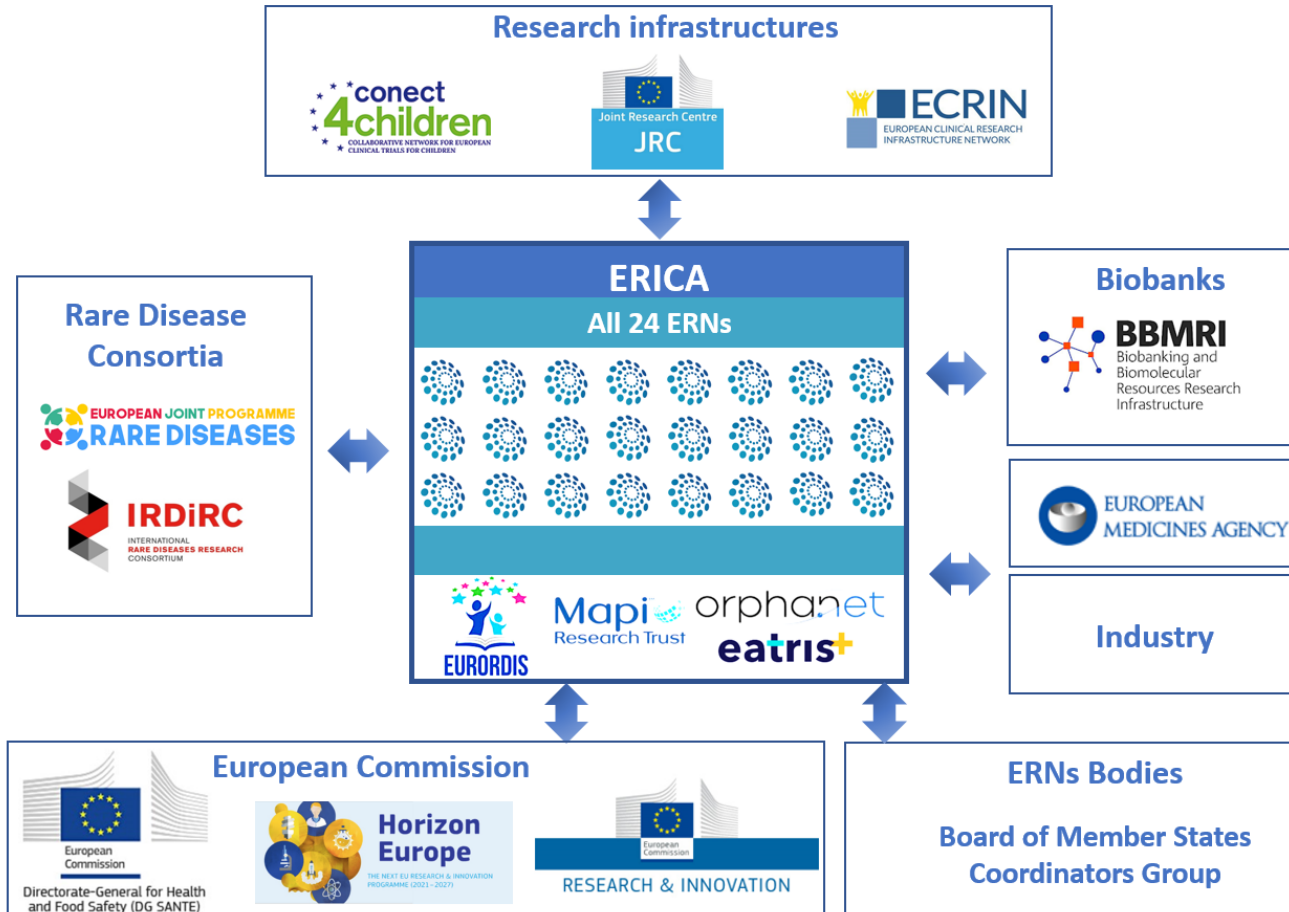 Research infrastructures
conect
4children
COLLABORATIVE NETWORK FOR EUROPEAN
CLINICAL TRIALS FOR CHILDREN
Joint Research Centre
JRC
ECRIN
EUROPEAN CLINICAL RESEARCH
INFRASTRUCTURE NETWORK
Rare Disease
Consortia
EUROPEAN JOINT PROGRAMME
RARE DISEASES
IRDiRC
INTERNATIONAL
RARE DISEASES RESEARCH
CONSORTIUM
ERICA
All 24 ERNs
EURORDIS
Mapi
Research Trust
orphanet
eatris+
Biobanks
BBMRI
Biobanking and
Biomolecular
Resources Research
Infrastructure
EUROPEAN
MEDICINES AGENCY
Industry
European Commission
European
Commission
Directorate-General for Health
and Food Safety (DG SANTE)
Horizon
Europe
THE NEXT EU RESEARCH & INNOVATION
PROGRAMME (2021 – 2027)
European
Commission
RESEARCH & INNOVATION
ERNs Bodies
Board of Member States
Coordinators Group